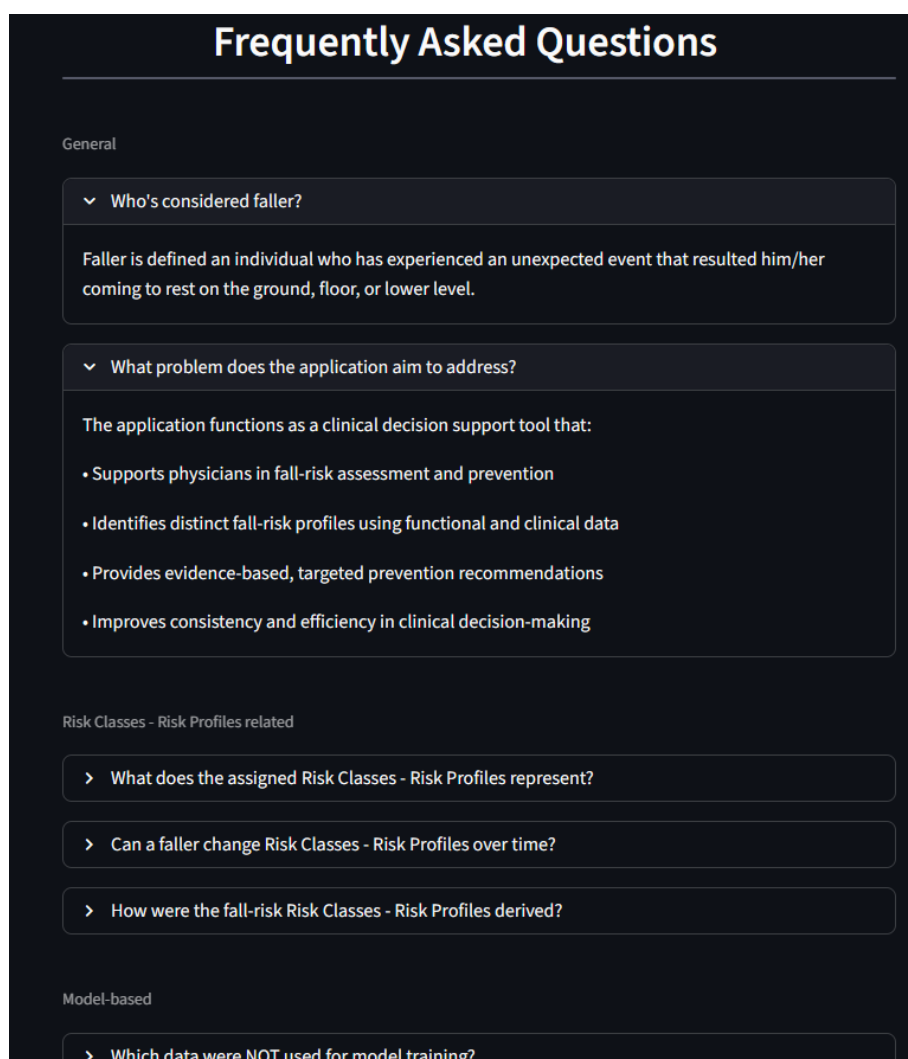 Frequently Asked Questions
General
Who's considered faller?
Faller is defined an individual who has experienced an unexpected event that resulted him/her
coming to rest on the ground, floor, or lower level.
What problem does the application aim to address?
The application functions as a clinical decision support tool that:
• Supports physicians in fall-risk assessment and prevention
• Identifies distinct fall-risk profiles using functional and clinical data
• Provides evidence-based, targeted prevention recommendations
• Improves consistency and efficiency in clinical decision-making
Risk Classes - Risk Profiles related
What does the assigned Risk Classes - Risk Profiles represent?
Can a faller change Risk Classes - Risk Profiles over time?
How were the fall-risk Risk Classes - Risk Profiles derived?
Model-based
Which data were NOT used for model training?